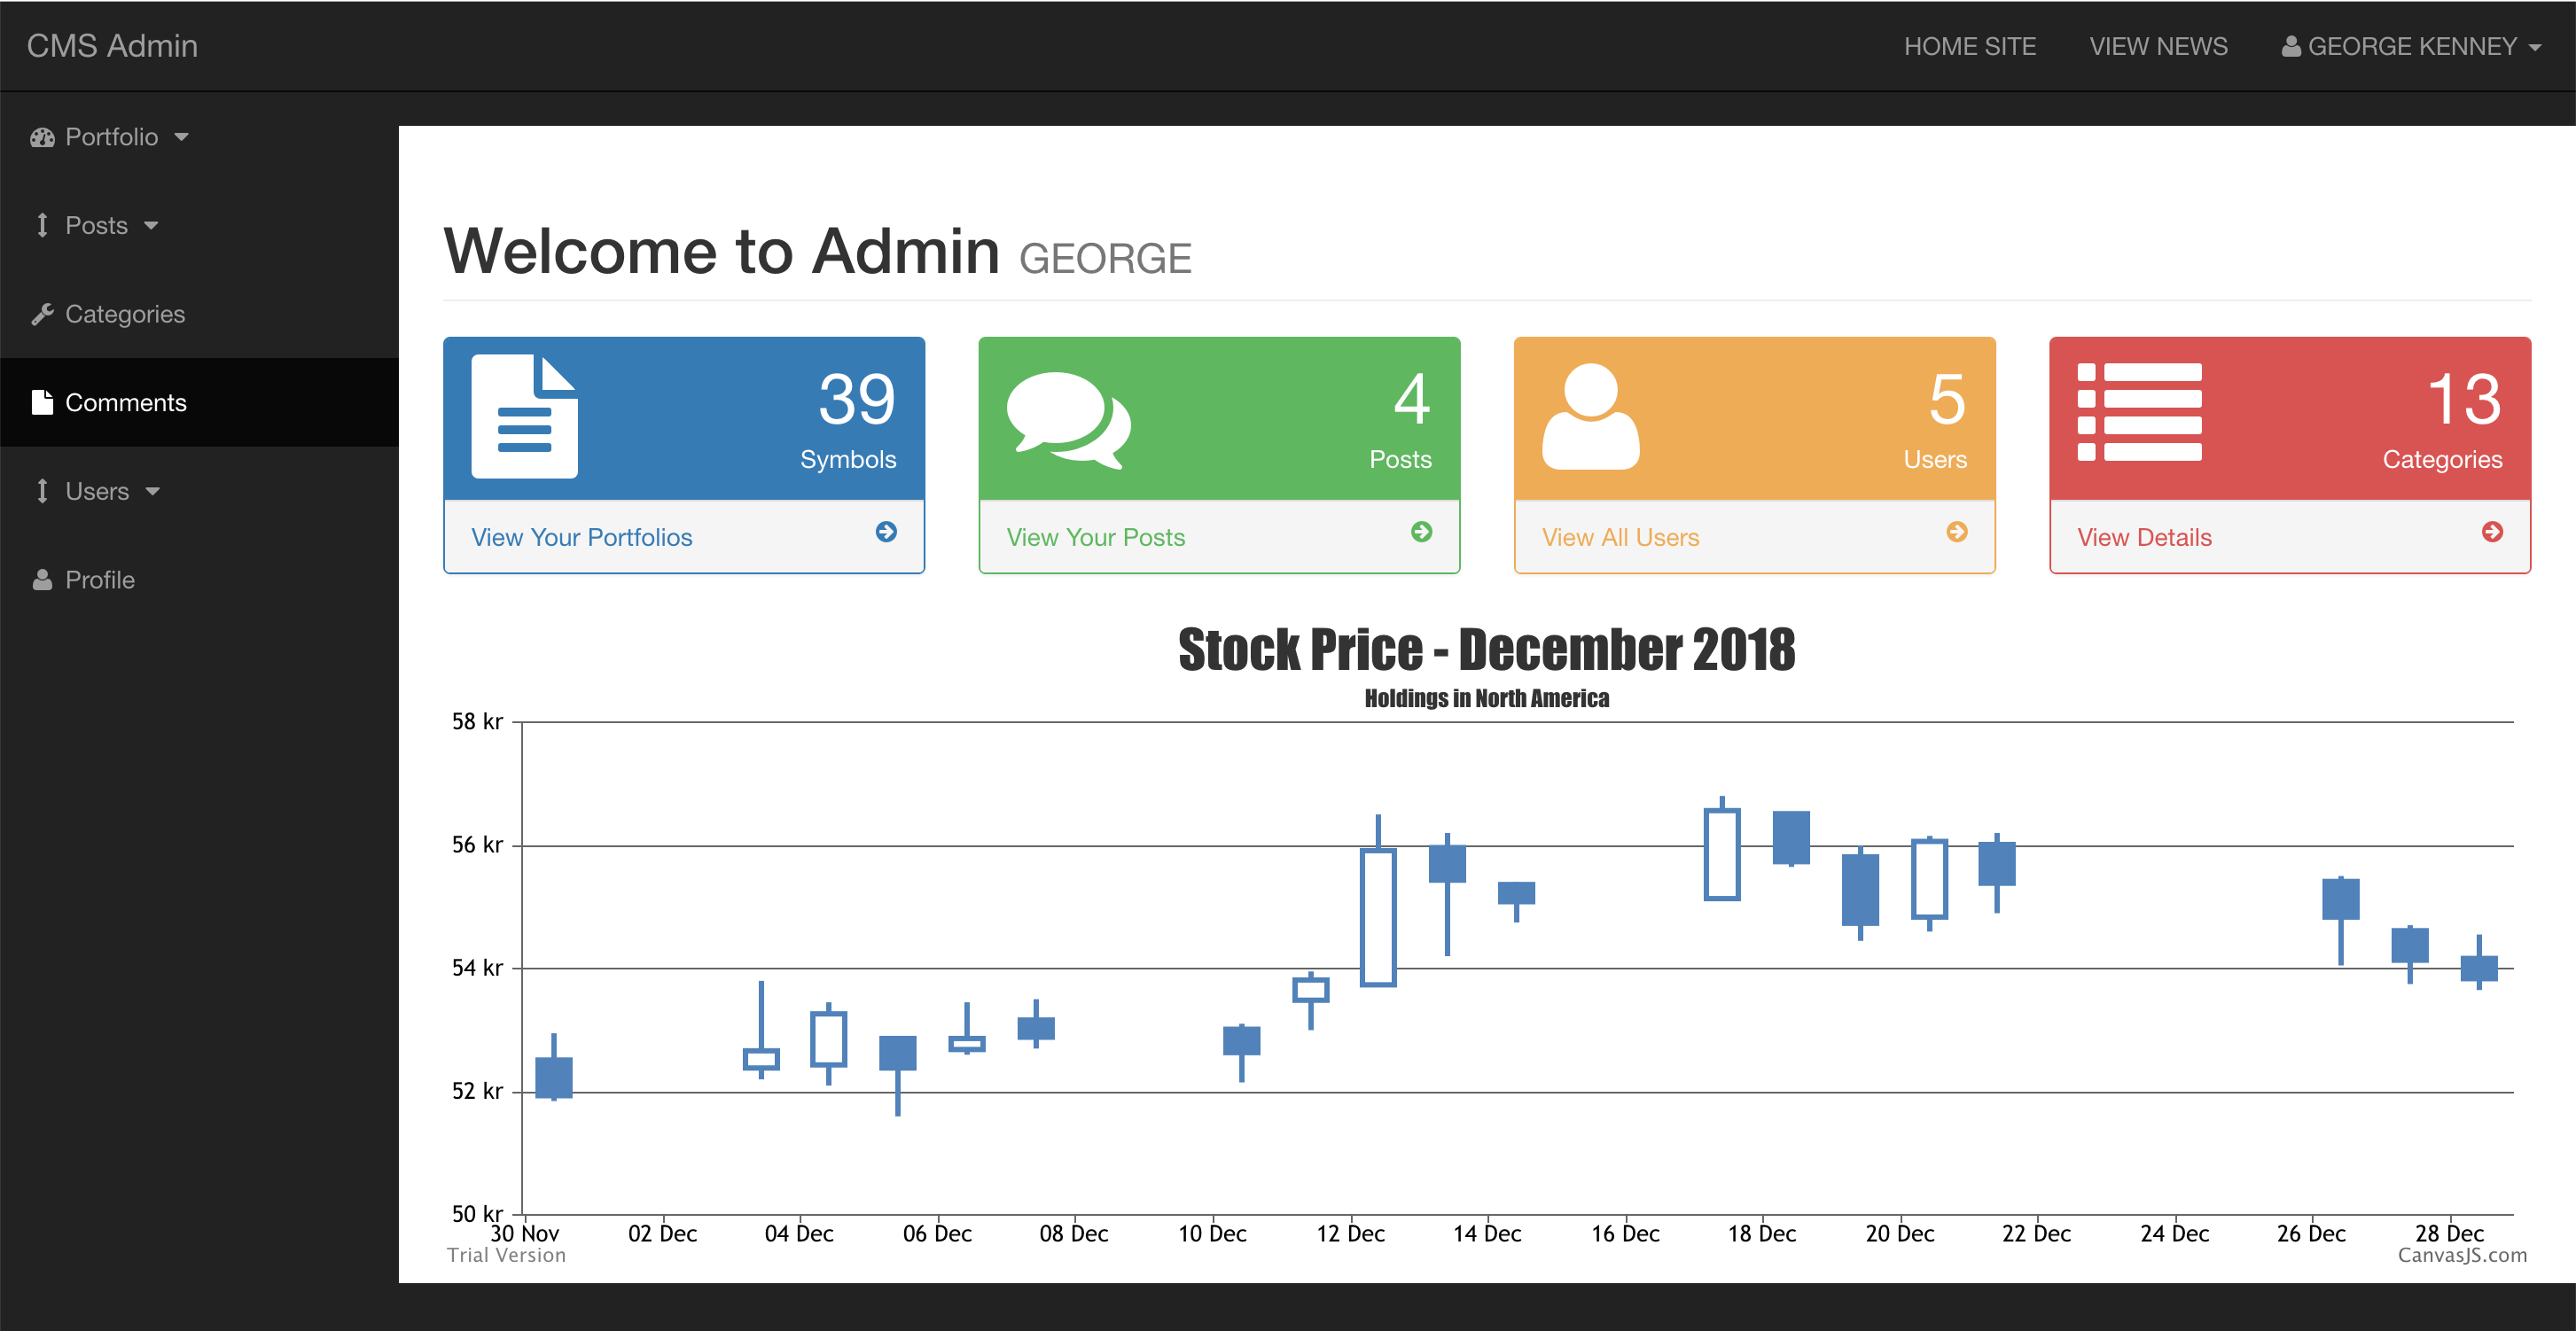 CMS Admin
HOME SITE
VIEW NEWS
GEORGE KENNEY
Portfolio
Posts
Categories
Comments
Users
Profile
Welcome to Admin GEORGE
39
Symbols
View Your Portfolios
4
Posts
View Your Posts
5
Users
View All Users
13
Categories
View Details
Stock Price - December 2018
Holdings in North America
58 kr
56 kr
54 kr
52 kr
50 kr
30 Nov
02 Dec
04 Dec
06 Dec
08 Dec
10 Dec
12 Dec
14 Dec
16 Dec
18 Dec
20 Dec
22 Dec
24 Dec
26 Dec
28 Dec
Trial Version
CanvasJS.com